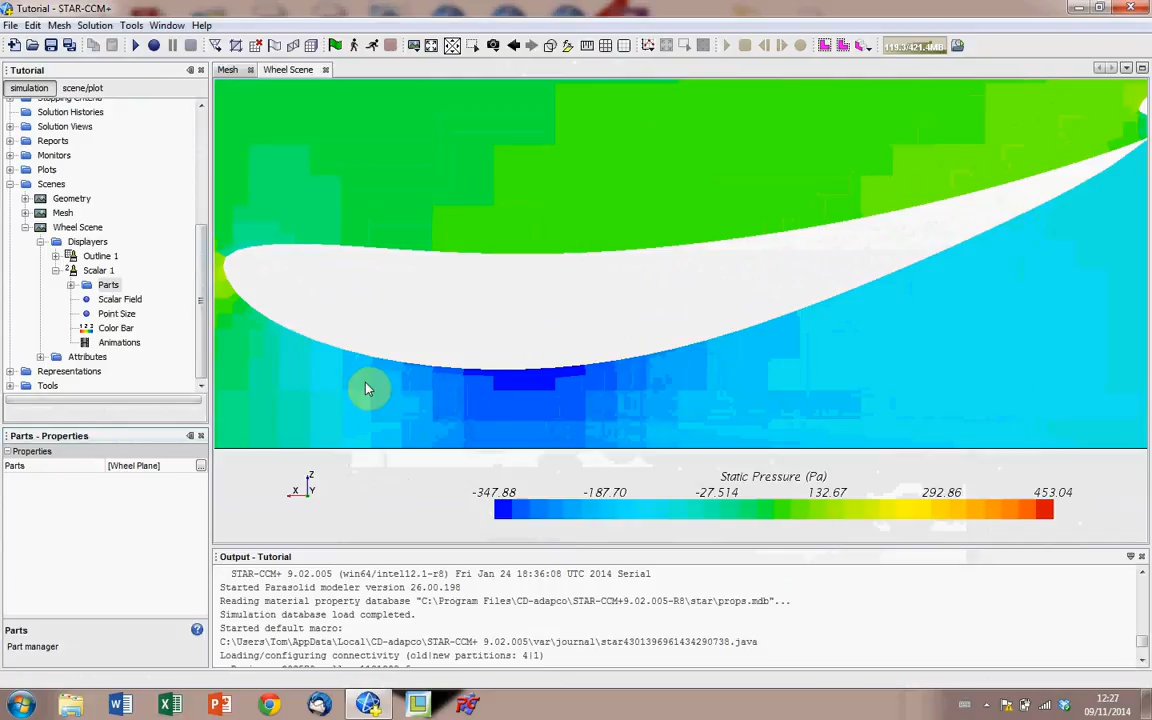 Tutorial - STAR-CCM+
File Edit Mesh Solution Tools Window Help
119.3/421.4MB
Tutorial
Mesh
Wheel Scene
simulation
scene/plot
Stopping Criteria
Solution Histories
Solution Views
Reports
Monitors
Plots
Scenes
Geometry
Mesh
Wheel Scene
Displayers
Outline 1
Scalar 1
Parts
Scalar Field
Point Size
Color Bar
Animations
Attributes
Representations
Tools
Parts - Properties
Properties
Parts [Wheel Plane] ...
Parts
Part manager
Z
X
Y
Static Pressure (Pa)
-347.88 -187.70 -27.514 132.67 292.86 453.04
Output - Tutorial
STAR-CCM+ 9.02.005 (win64/intel12.1-r8) Fri Jan 24 18:36:08 UTC 2014 Serial
Started Parasolid modeler version 26.00.198
Reading material property database "C:\Program Files\CD-adapco\STAR-CCM+9.02.005-R8\star\props.mdb"...
Simulation database load completed.
Started default macro:
C:\Users\Tom\AppData\Local\CD-adapco\STAR-CCM+ 9.02.005\var\journal\star4301396961434290738.java
Loading/configuring connectivity (old|new partitions: 4|1)
12:27
09/11/2014